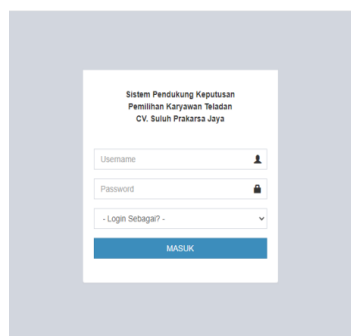 Sistem Pendukung Keputusan
Pemilihan Karyawan Teladan
CV. Suluh Prakarsa Jaya
Username
Password
- Login Sebagai? -
MASUK